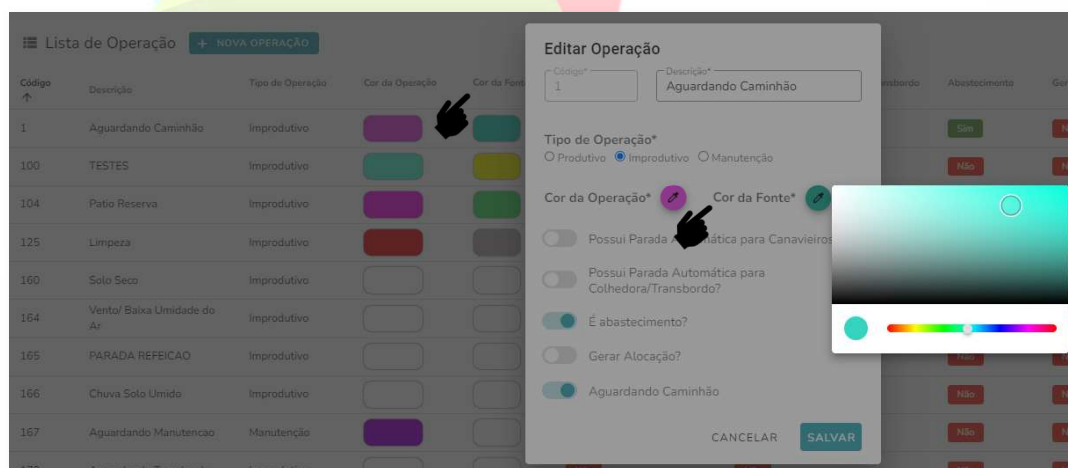 Lista de Operação
+ NOVA OPERAÇÃO
Código Descrição Tipo de Operação Cor da Operação Cor da Fon Abastecimento
1 Aguardando Caminhão Improdutivo Sim
100 TESTES Improdutivo Não
104 Patio Reserva Improdutivo
125 Limpeza Improdutivo
160 Solo Seco Improdutivo
164 Vento/ Baixa Umidade do Ar Improdutivo
165 PARADA REFEICAO Improdutivo Não
166 Chuva Solo Umido Improdutivo Não
167 Aguardando Manutencao Manutenção Não
Editar Operação
Código*
1
Descrição*
Aguardando Caminhão
Tipo de Operação*
Produtivo Improdutivo Manutenção
Cor da Operação* Cor da Fonte*
Possui Parada Automática para Canavieiros
Possui Parada Automática para
Colhedora/Transbordo?
É abastecimento?
Gerar Alocação?
Aguardando Caminhão
CANCELAR SALVAR